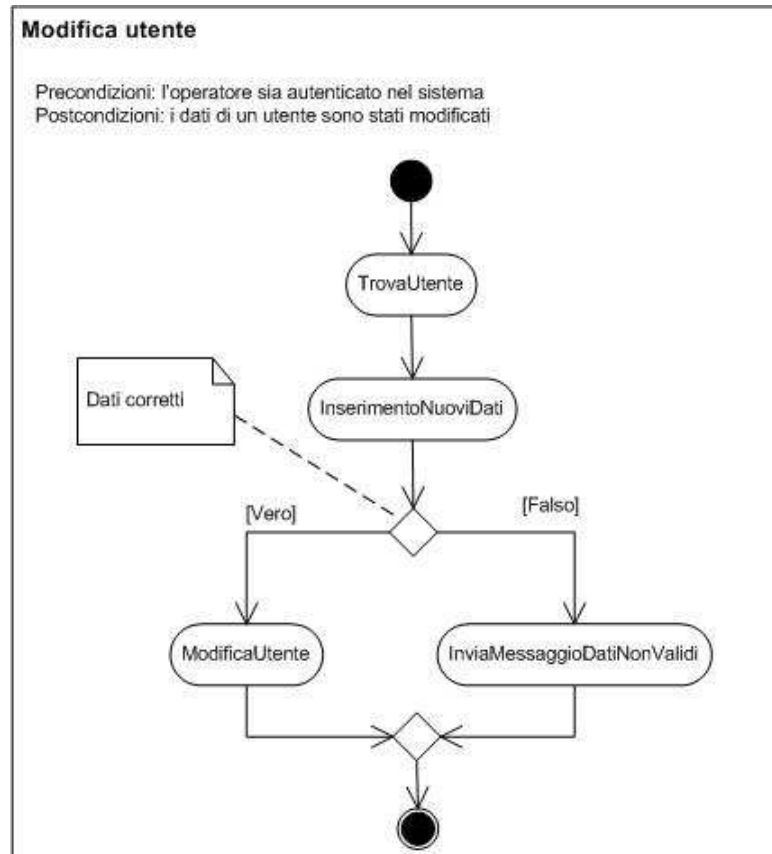 Modifica utente
Precondizioni: l'operatore sia autenticato nel sistema
Postcondizioni: i dati di un utente sono stati modificati
TrovaUtente
Dati corretti
InserimentoNuoviDati
[Vero]
[Falso]
ModificaUtente
InviaMessaggioDatiNonValidi